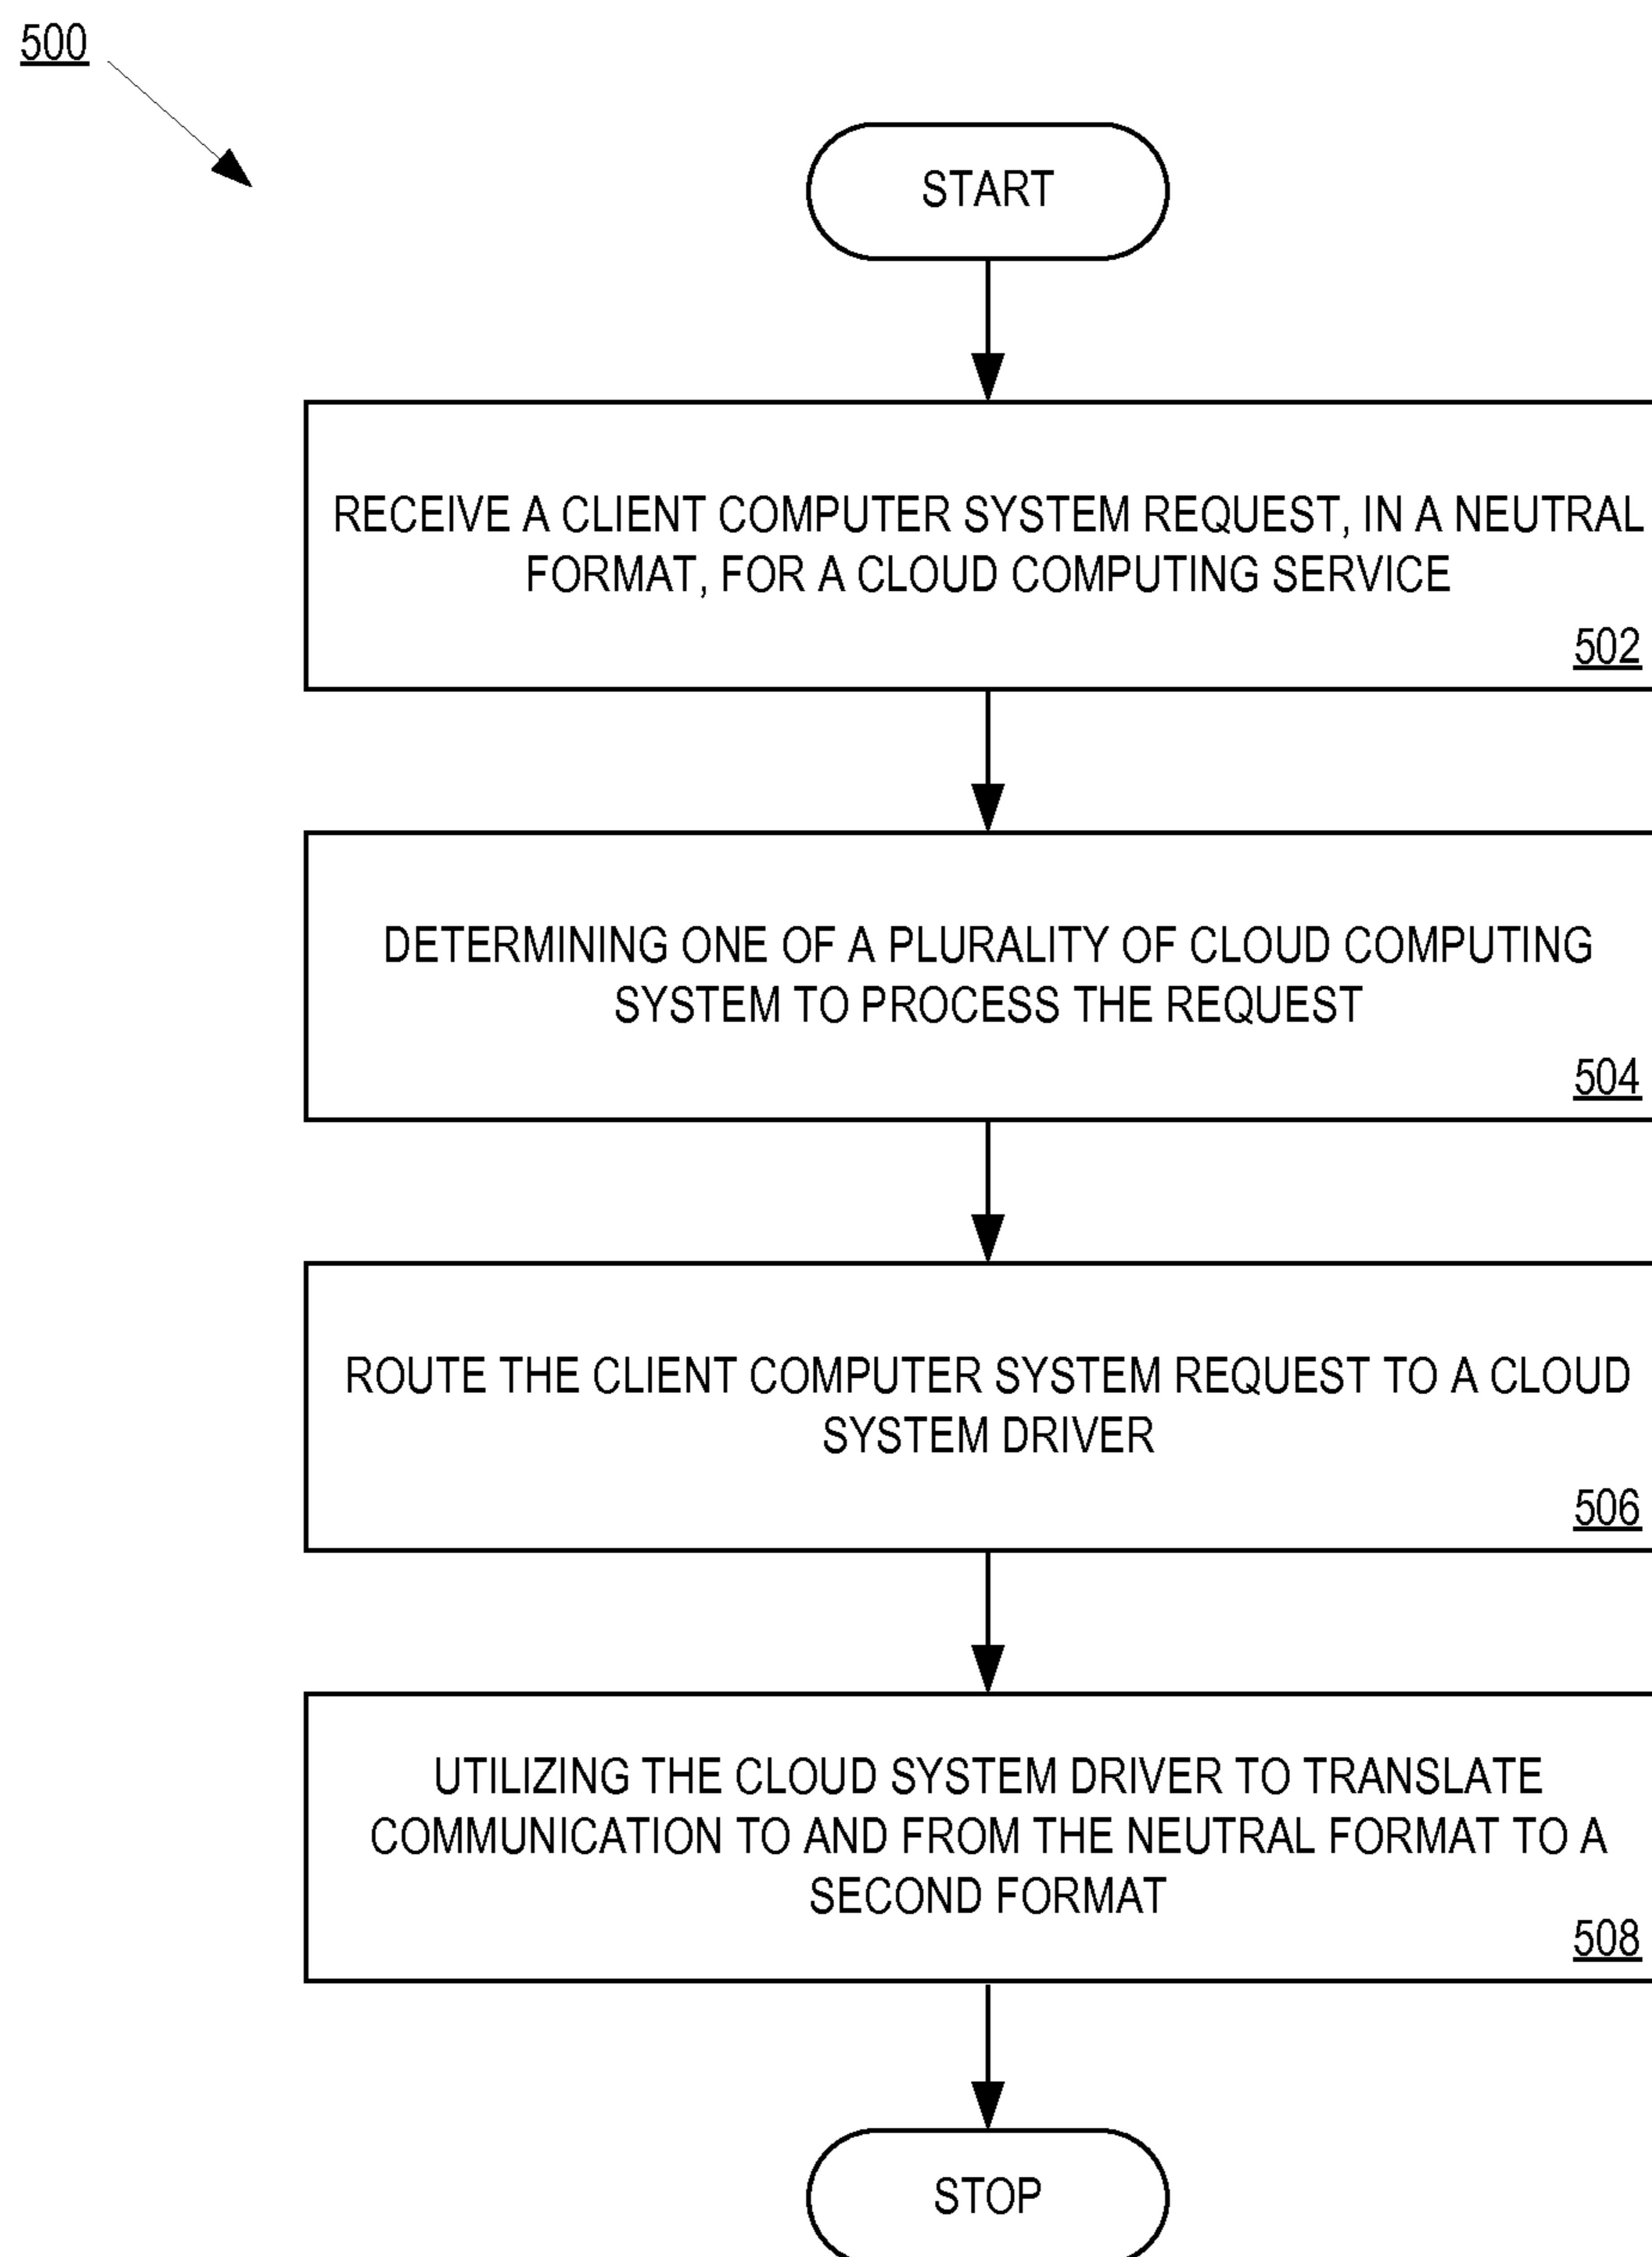 500
START
RECEIVE A CLIENT COMPUTER SYSTEM REQUEST, IN A NEUTRAL
FORMAT, FOR A CLOUD COMPUTING SERVICE
502
DETERMINING ONE OF A PLURALITY OF CLOUD COMPUTING
SYSTEM TO PROCESS THE REQUEST
504
ROUTE THE CLIENT COMPUTER SYSTEM REQUEST TO A CLOUD
SYSTEM DRIVER
506
UTILIZING THE CLOUD SYSTEM DRIVER TO TRANSLATE
COMMUNICATION TO AND FROM THE NEUTRAL FORMAT TO A
SECOND FORMAT
508
STOP